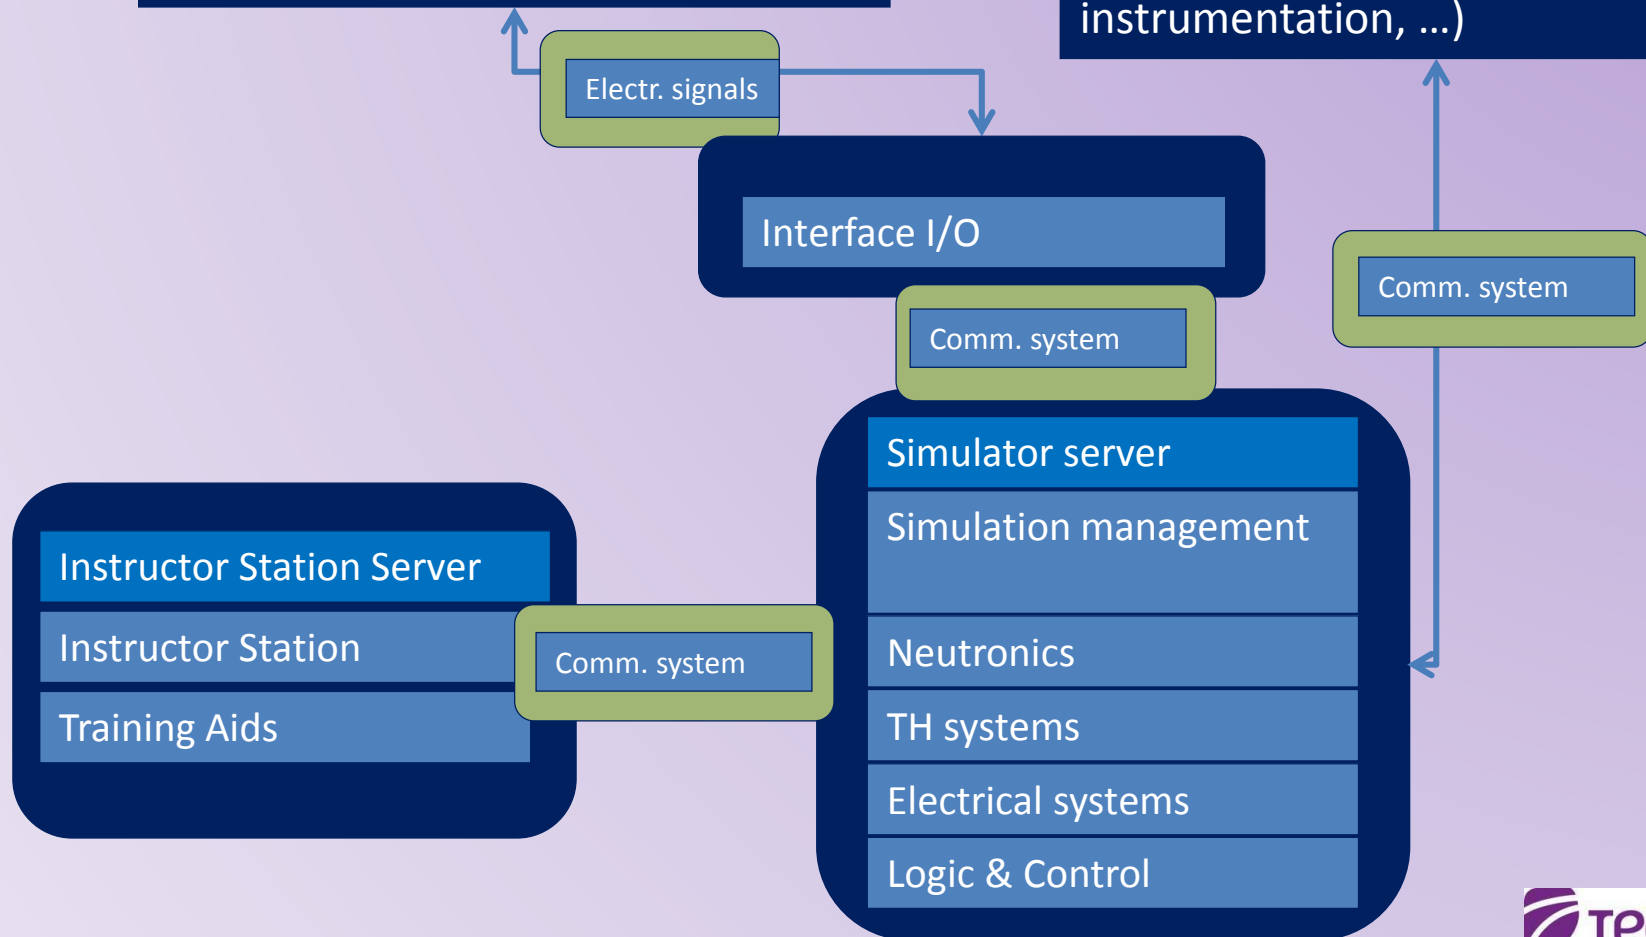 instrumentation, ...)
Electr. signals
Interface I/O
Comm. system
Comm. system
Simulator server
Simulation management
Instructor Station Server
Instructor Station
Comm. system
Neutronics
Training Aids
TH systems
Electrical systems
Logic & Control